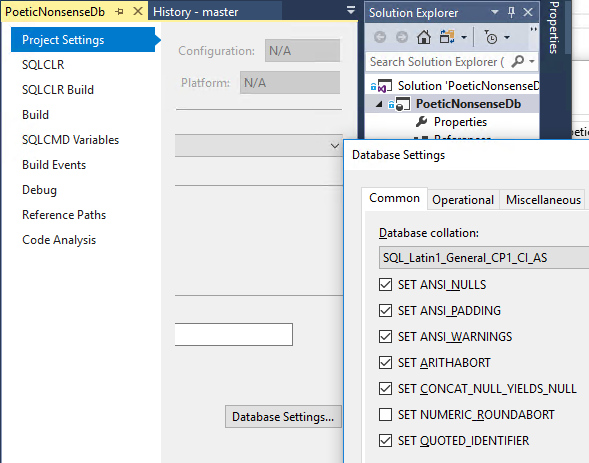 PoeticNonsenseDb
History - master
Project Settings
SQLCLR
SQLCLR Build
Build
SQLCMD Variables
Build Events
Debug
Reference Paths
Code Analysis
Configuration: N/A
Platform: N/A
Database Settings...
Solution Explorer
Search Solution Explorer
Solution 'PoeticNonsenseD
PoeticNonsenseDb
Properties
Properties
Database Settings
Common
Operational
Miscellaneous
Database collation:
SQL_Latin1_General_CP1_CI_AS
SET ANSI_NULLS
SET ANSI_PADDING
SET ANSI_WARNINGS
SET ARITHABORT
SET CONCAT_NULL_YIELDS_NULL
SET NUMERIC_ROUNDABORT
SET QUOTED_IDENTIFIER